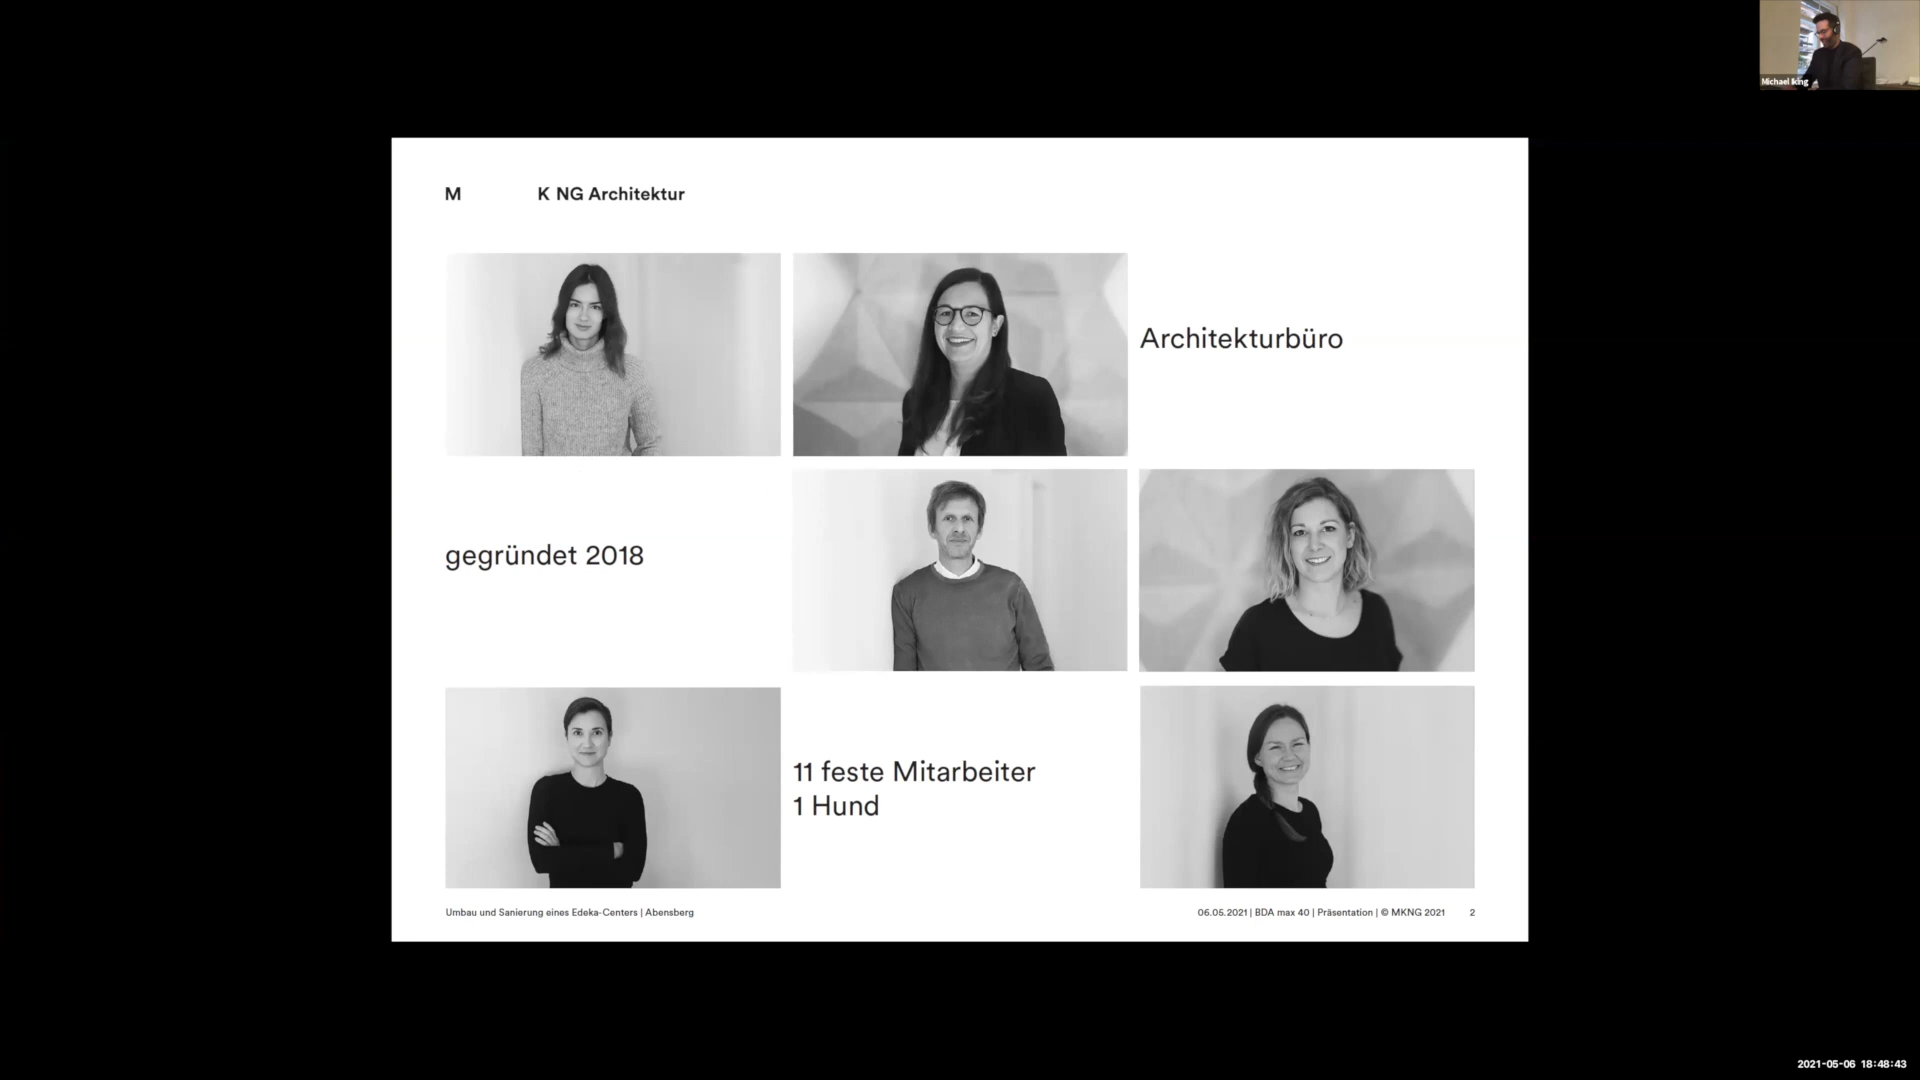 Michael Iking
M K NG Architektur
Architekturbüro
gegründet 2018
11 feste Mitarbeiter
1 Hund
Umbau und Sanierung eines Edeka-Centers | Abensberg
06.05.2021 | BDA max 40 | Präsentation | © MKNG 2021 2
2021-05-06 18:48:43